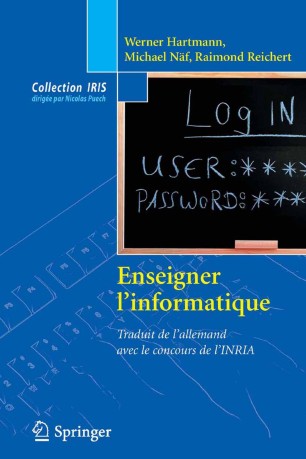 Werner Hartmann,
Michael Näf, Raimond Reichert
Collection IRIS
dirigée par Nicolas Puech
LOG IN
USER:****
PASSWORD:***
Enseigner
l'informatique
Traduit de l'allemand
avec le concours de l'INRIA
Springer